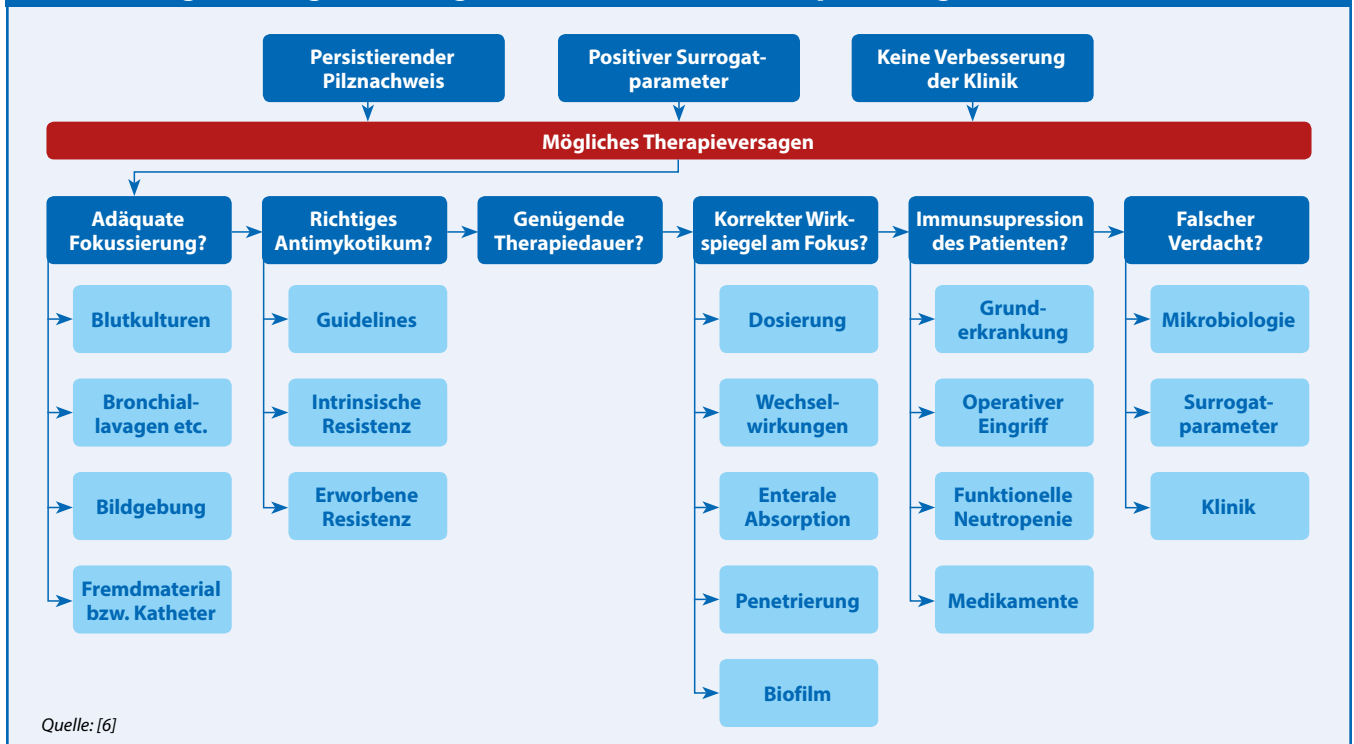 Persistierender
Pilznachweis
Positiver Surrogat-
parameter
Keine Verbesserung
der Klinik
Mögliches Therapieversagen
Adäquate
Fokussierung?
Richtiges
Antimykotikum?
Genügende
Therapiedauer?
Korrekter Wirk-
spiegel am Fokus?
Immunsupression
des Patienten?
Falscher
Verdacht?
Blutkulturen
Bronchial-
lavagen etc.
Bildgebung
Fremdmaterial
bzw. Katheter
Guidelines
Intrinsische
Resistenz
Erworbene
Resistenz
Dosierung
Wechsel-
wirkungen
Enterale
Absorption
Penetrierung
Biofilm
Grund-
erkrankung
Operativer
Eingriff
Funktionelle
Neutropenie
Medikamente
Mikrobiologie
Surrogat-
parameter
Klinik
Quelle: [6]